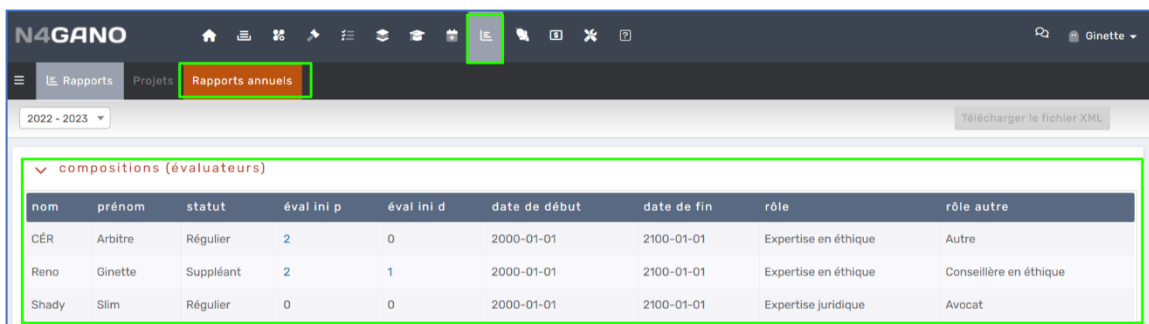 N4GANO Ginette
Rapports Projets Rapports annuels
2022 - 2023 Télécharger le fichier XML
compositions (évaluateurs)
nom prénom statut éval ini p éval ini d date de début date de fin rôle rôle autre
CÉR Arbitre Régulier 2 0 2000-01-01 2100-01-01 Expertise en éthique Autre
Reno Ginette Suppléant 2 1 2000-01-01 2100-01-01 Expertise en éthique Conseillère en éthique
Shady Slim Régulier 0 0 2000-01-01 2100-01-01 Expertise juridique Avocat